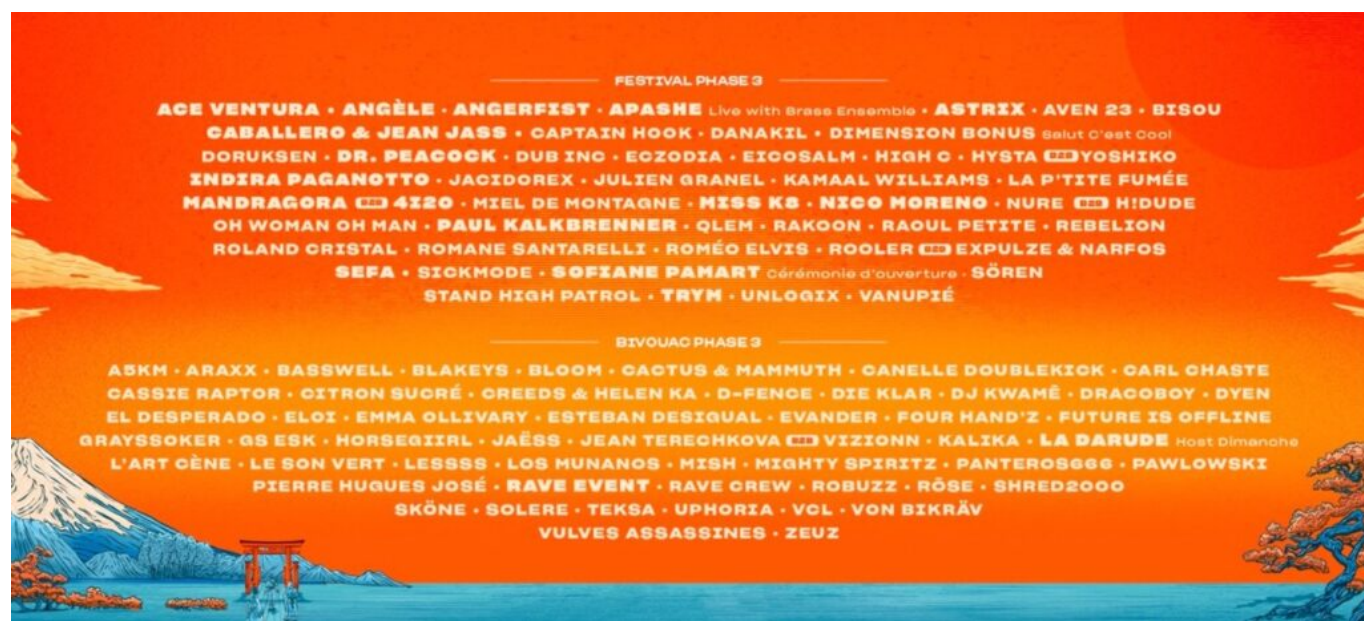 FESTIVAL PHASE 3
ACE VENTURA • ANGÈLE • ANGERFIST • APASHE Live with Brass Ensemble • ASTRIX • AVEN 23 • BISOU
CABALLERO & JEAN JASS • CAPTAIN HOOK • DANAKIL • DIMENSION BONUS Salut C'est Cool
DORUKSEN • DR. PEACOCK • DUB INC • ECZODIA • EICOSALM • HIGH C • HYSTA B2B YOSHIKO
INDIRA PAGANOTTO • JACIDOREX • JULIEN GRANEL • KAMAAL WILLIAMS • LA P'TITE FUMÉE
MANDRAGORA B2B 4I20 • MIEL DE MONTAGNE • MISS K8 • NICO MORENO • NURE B2B H!DUDE
OH WOMAN OH MAN • PAUL KALKBRENNER • QLEM • RAKOON • RAOUL PETITE • REBELION
ROLAND CRISTAL • ROMANE SANTARELLI • ROMÉO ELVIS • ROOLER B2B EXPULZE & NARFOS
SEFA • SICKMODE • SOFIANE PAMART Cérémonie d'ouverture • SÖREN
STAND HIGH PATROL • TRYM • UNLOGIX • VANUPIÉ
BIVOUAC PHASE 3
A5KM • ARAXX • BASSWELL • BLAKEYS • BLOOM • CACTUS & MAMMUTH • CANELLE DOUBLEKICK • CARL CHASTE
CASSIE RAPTOR • CITRON SUCRÉ • CREEDS & HELEN KA • D-FENCE • DIE KLAR • DJ KWAMÉ • DRACOBOY • DYEN
EL DESPERADO • ELOI • EMMA OLLIVARY • ESTEBAN DESIGUAL • EVANDER • FOUR HAND'Z • FUTURE IS OFFLINE
GRAYSSOKER • GS ESK • HORSEGIIRL • JAËSS • JEAN TERECHKOVA B2B VIZIONN • KALIKA • LA DARUDE Host Dimanche
L'ART CÈNE • LE SON VERT • LESSSS • LOS MUNANOS • MISH • MIGHTY SPIRITZ • PANTEROS666 • PAWLOWSKI
PIERRE HUGUES JOSÉ • RAVE EVENT • RAVE CREW • ROBUZZ • RÖSE • SHRED2000
SKÖNE • SOLERE • TEKSA • UPHORIA • VCL • VON BIKRÄV
VULVES ASSASSINES • ZEUZ